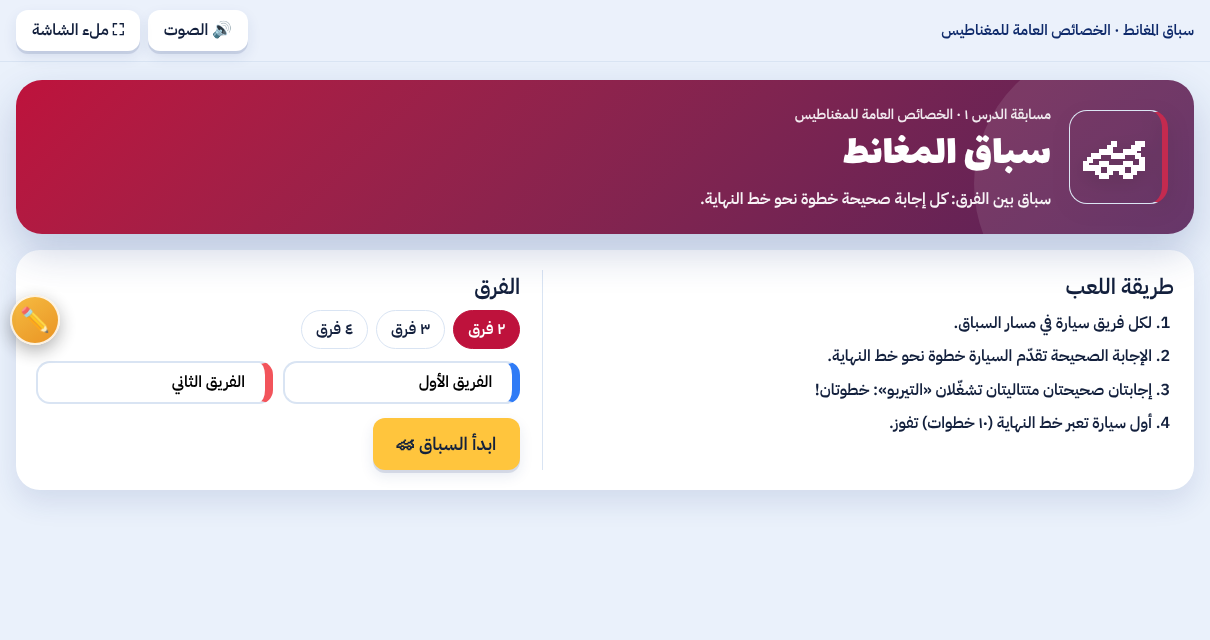 سباق المغانط · الخصائص العامة للمغناطيس
🔊 الصوت
⛶ ملء الشاشة
مسابقة الدرس ١ · الخصائص العامة للمغناطيس
سباق المغانط
سباق بين الفرق: كل إجابة صحيحة خطوة نحو خط النهاية.
طريقة اللعب
1. لكل فريق سيارة في مسار السباق.
2. الإجابة الصحيحة تقدّم السيارة خطوة نحو خط النهاية.
3. إجابتان صحيحتان متتاليتان تشغّلان «التيربو»: خطوتان!
4. أول سيارة تعبر خط النهاية (١٠ خطوات) تفوز.
الفرق
٢ فرق
٣ فرق
٤ فرق
الفريق الأول
الفريق الثاني
ابدأ السباق 🏎